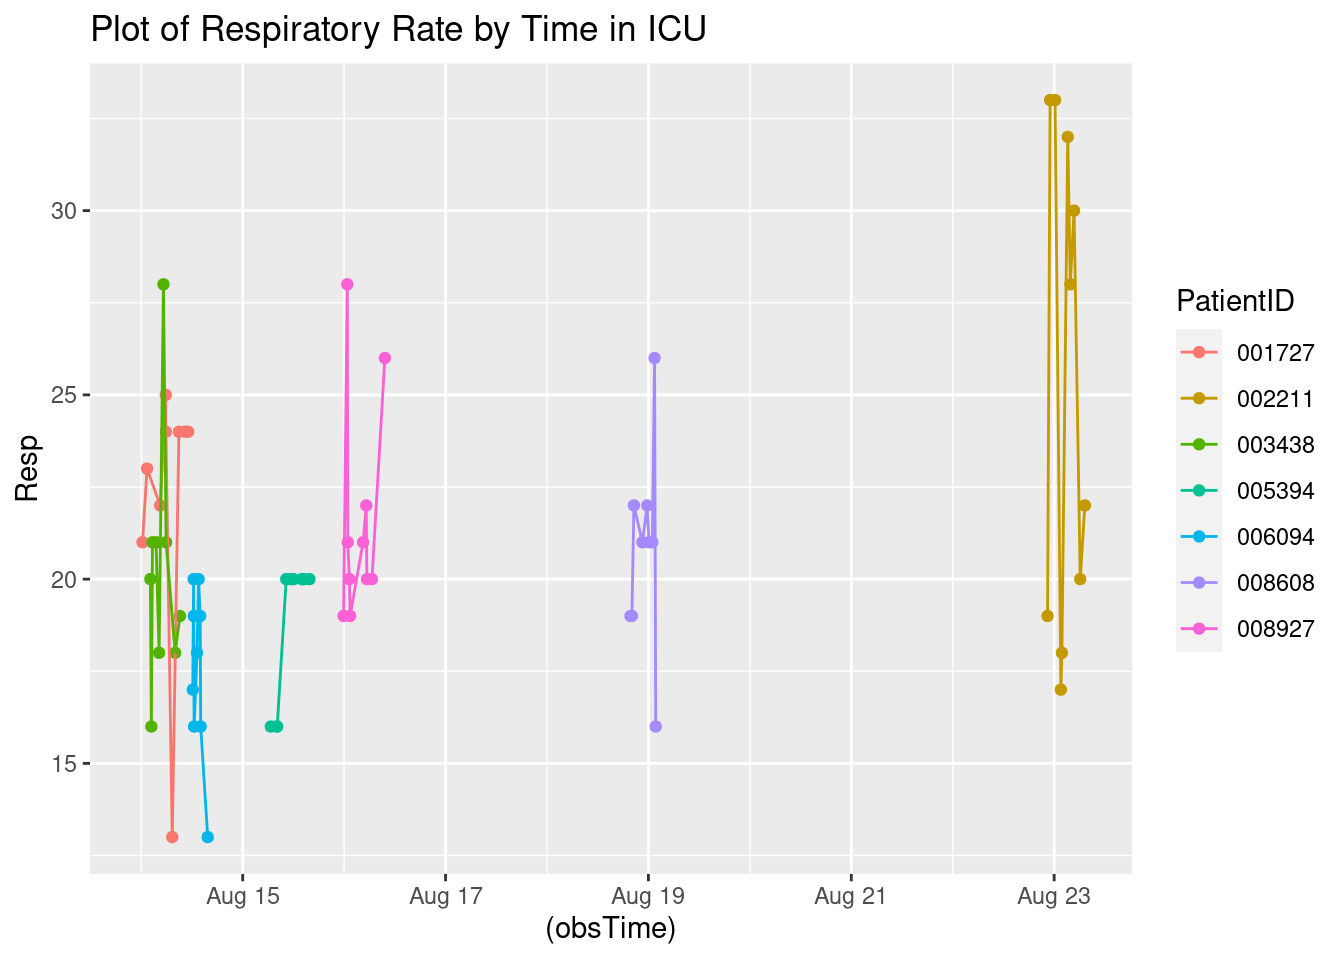 Plot of Respiratory Rate by Time in ICU
Resp
30
25
20
15
Aug 15
Aug 17
Aug 19
Aug 21
Aug 23
(obsTime)
PatientID
001727
002211
003438
005394
006094
008608
008927